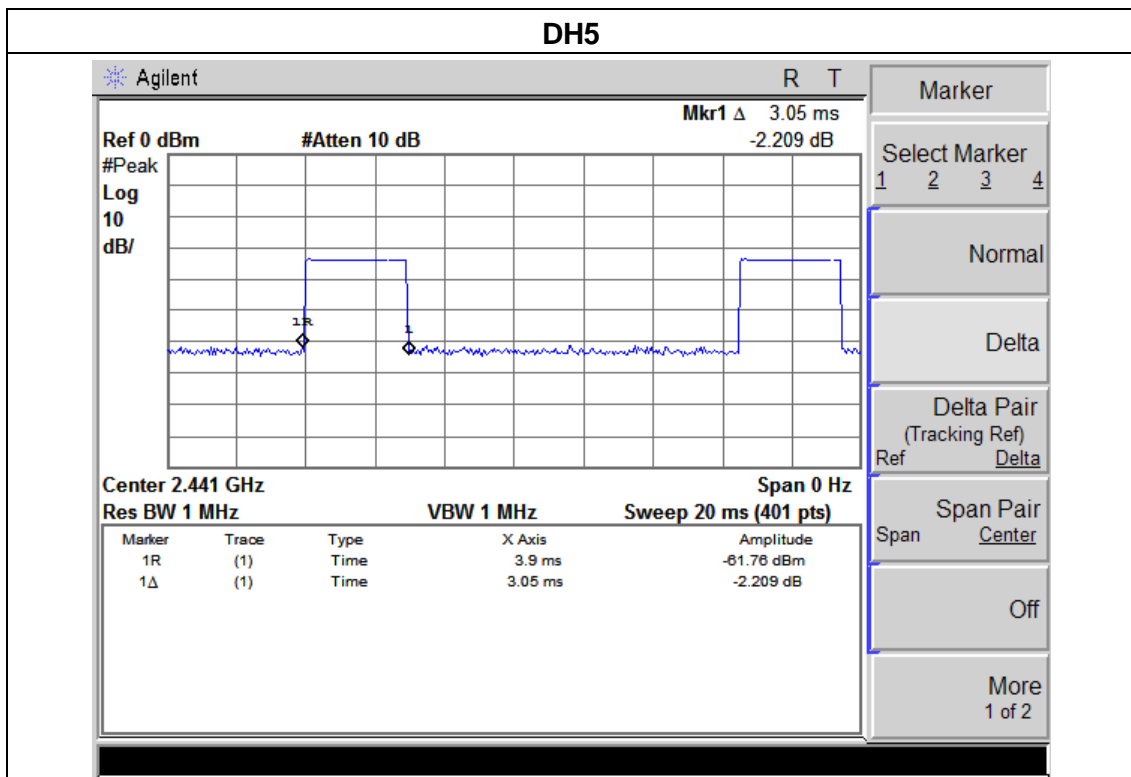 DH5
Agilent R T
Mkr1 Δ 3.05 ms
Ref 0 dBm #Atten 10 dB -2.209 dB
#Peak
Log
10
dB/
1R
1
Center 2.441 GHz Span 0 Hz
Res BW 1 MHz VBW 1 MHz Sweep 20 ms (401 pts)
Marker Trace Type X Axis Amplitude
1R (1) Time 3.9 ms -61.76 dBm
1Δ (1) Time 3.05 ms -2.209 dB
Marker
Select Marker
1 2 3 4
Normal
Delta
Delta Pair
(Tracking Ref)
Ref Delta
Span Pair
Span Center
Off
More
1 of 2